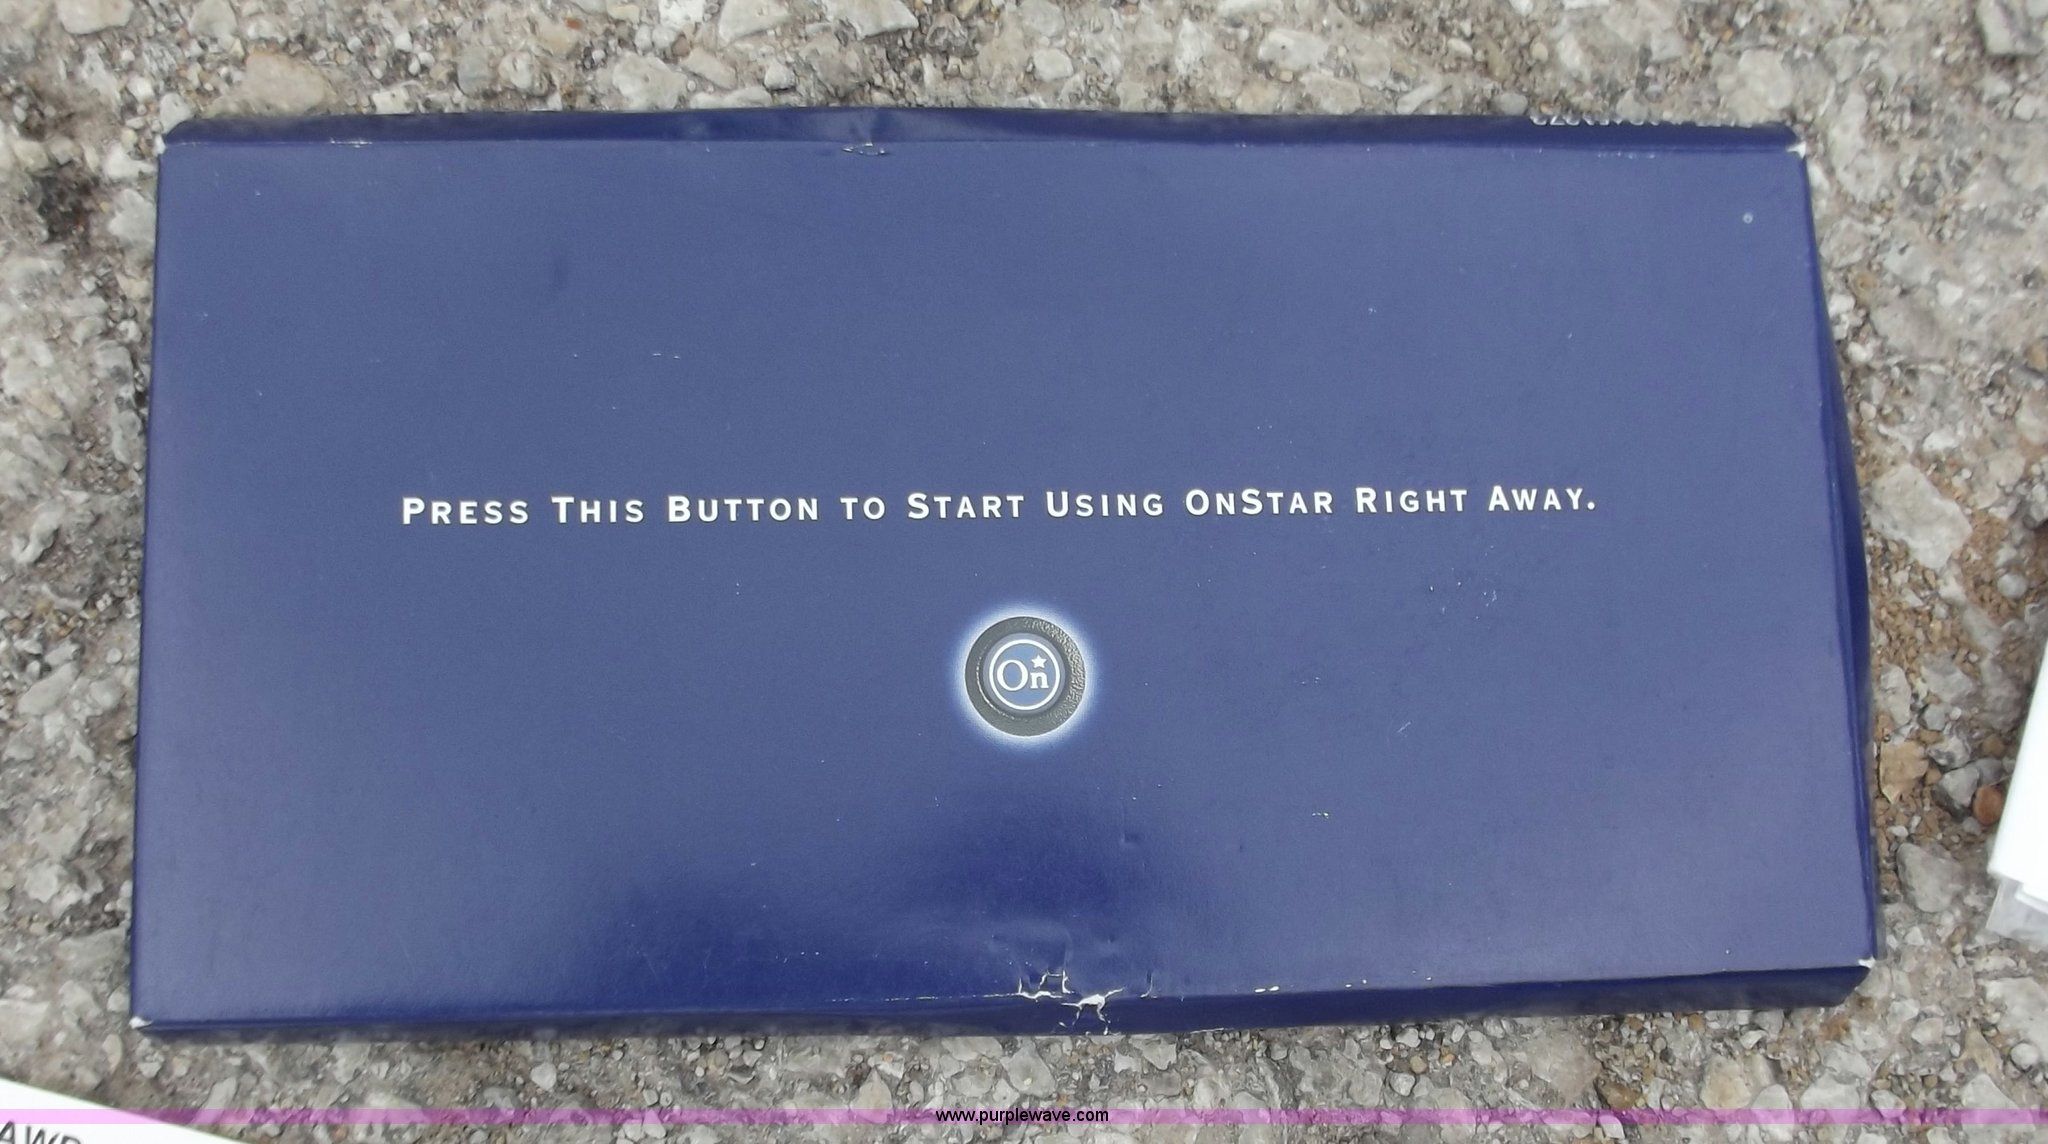 PRESS THIS BUTTON TO START USING ONSTAR RIGHT AWAY.
On
www.purplewave.com